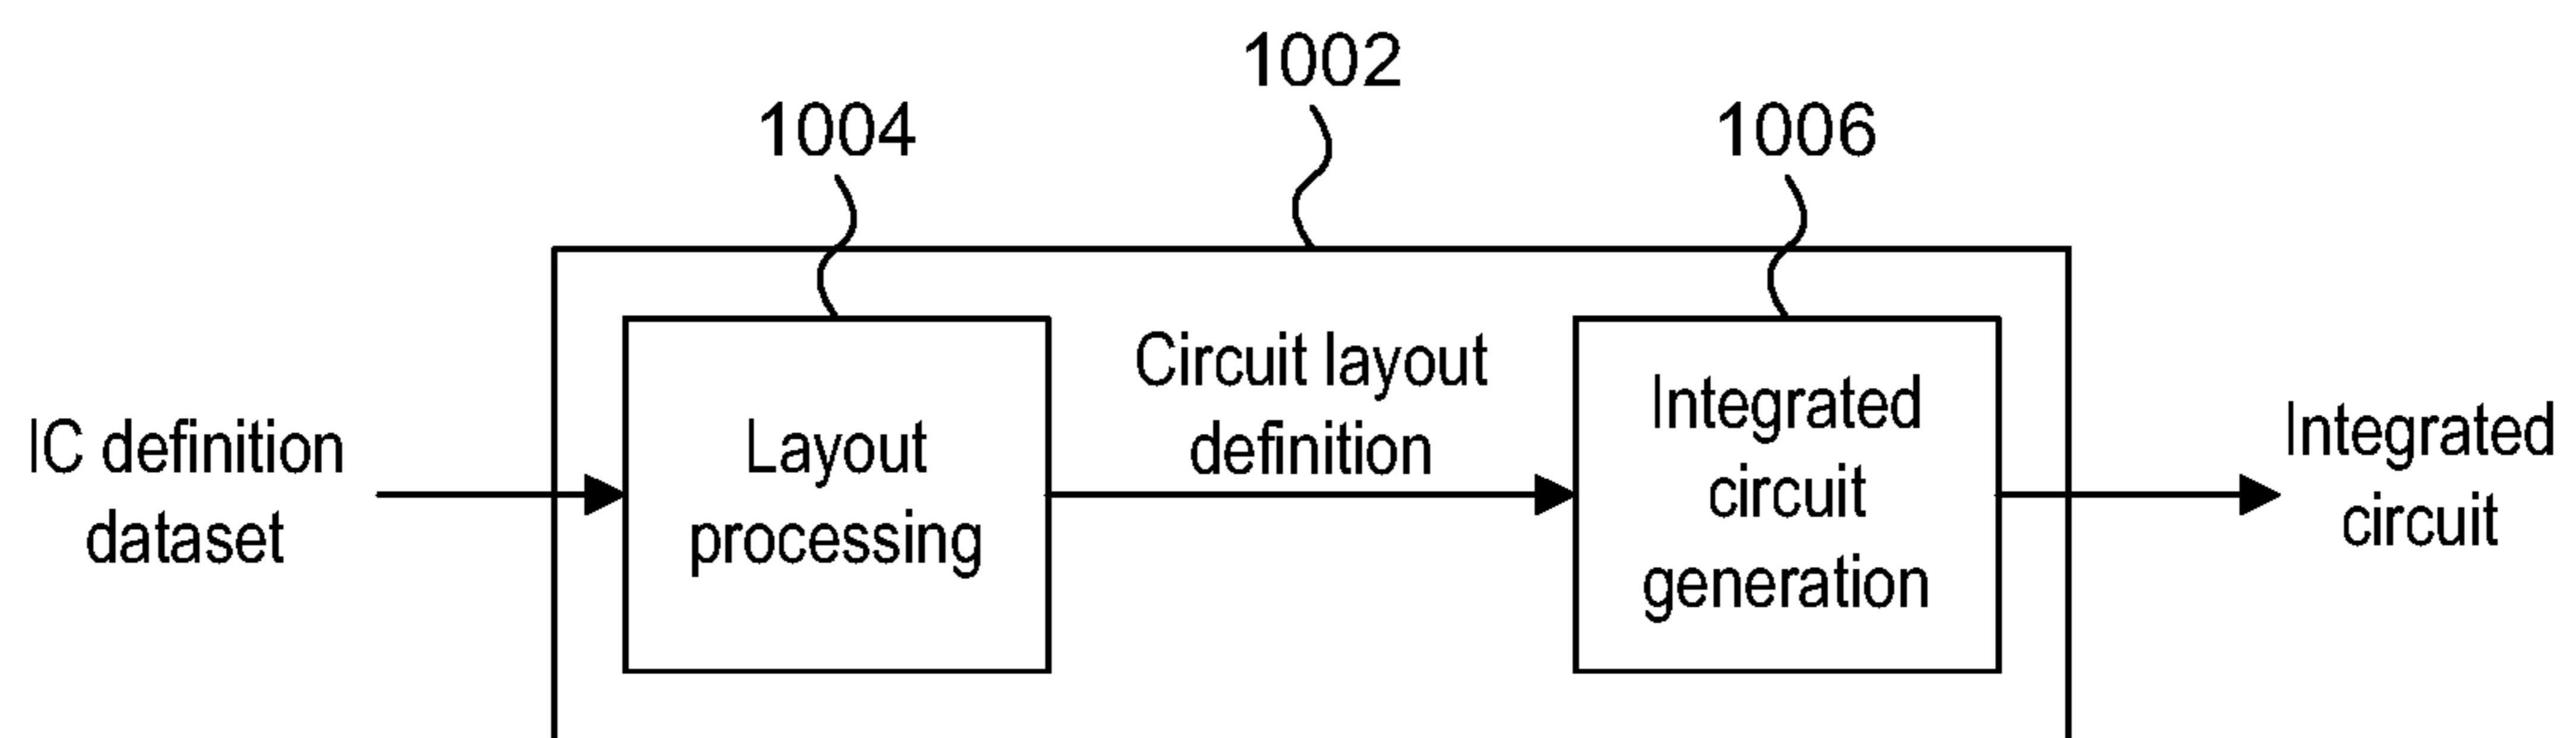 1002
1004
1006
IC definition
dataset
Layout
processing
Circuit layout
definition
Integrated
circuit
generation
Integrated
circuit